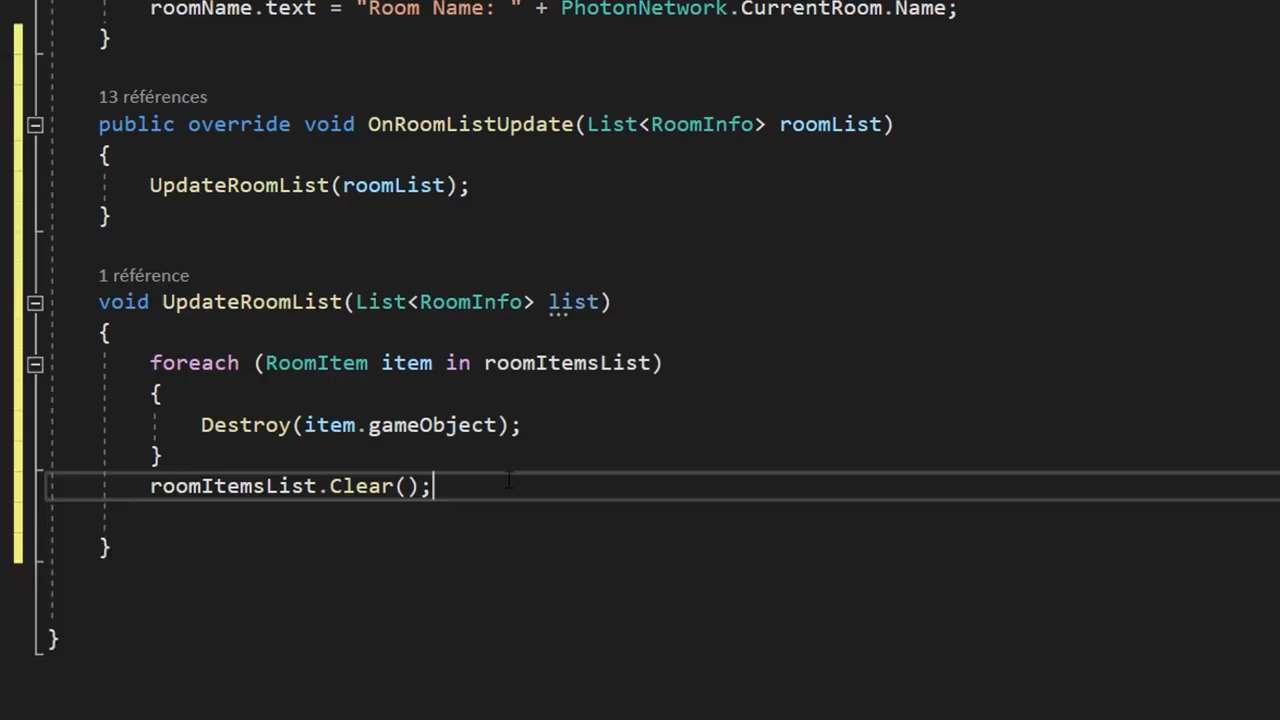 roomName.text = "Room Name: " + PhotonNetwork.CurrentRoom.Name;
}
13 références
public override void OnRoomListUpdate(List<RoomInfo> roomList)
{
UpdateRoomList(roomList);
}
1 référence
void UpdateRoomList(List<RoomInfo> list)
{
foreach (RoomItem item in roomItemsList)
{
Destroy(item.gameObject);
}
roomItemsList.Clear();
}
}